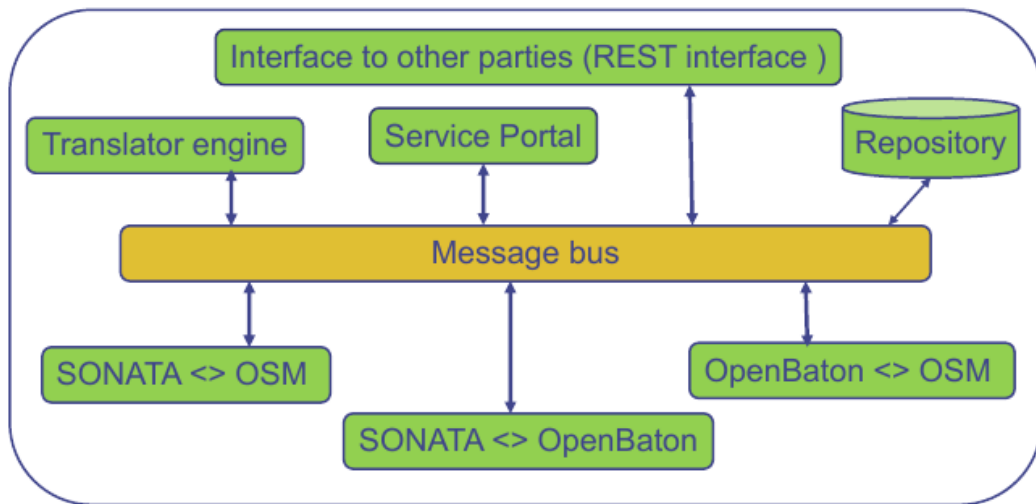 Interface to other parties (REST interface )
Translator engine
Service Portal
Repository
Message bus
SONATA <> OSM
OpenBaton <> OSM
SONATA <> OpenBaton